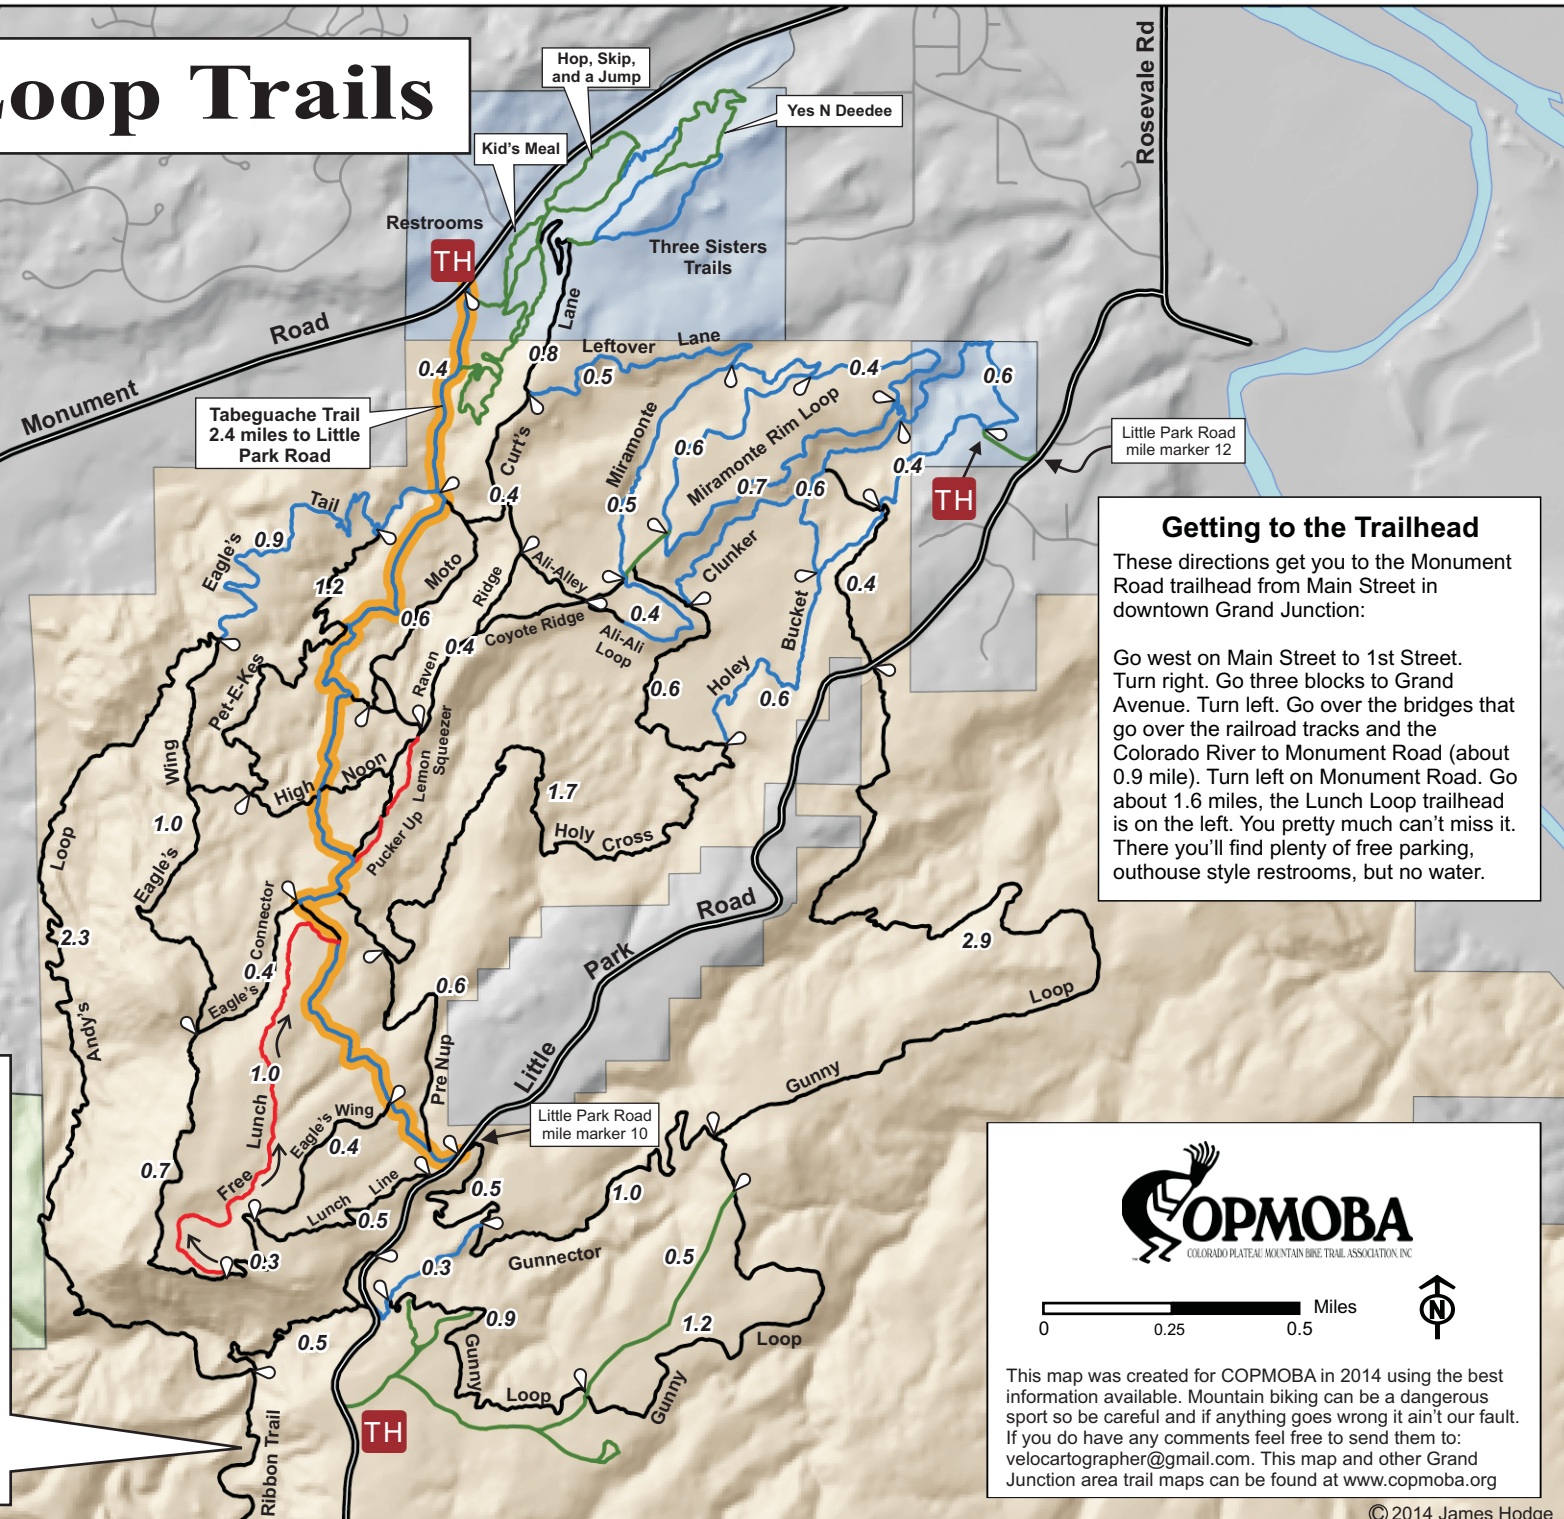 Loop Trails
Hop, Skip,
and a Jump
Yes N Deedee
Kid's Meal
Rosevale Rd
Restrooms
TH
Three Sisters
Trails
Monument
Road
Lane
Leftover
Lane
0.8
0.5
0.4
0.4
0.6
Tabeguache Trail
2.4 miles to Little
Park Road
Little Park Road
mile marker 12
TH
Curt's
Miramonte
Miramonte Rim Loop
0.6
0.7
0.6
0.4
0.4
0.5
Tail
Eagle's
0.9
1.2
Moto
Ridge
Raven
0.6
0.4
Ali-Alley
Coyote Ridge
0.4
Ali-Ali
Loop
Clunker
Bucket
Holey
0.4
0.6
0.6
Getting to the Trailhead
These directions get you to the Monument
Road trailhead from Main Street in
downtown Grand Junction:
Go west on Main Street to 1st Street.
Turn right. Go three blocks to Grand
Avenue. Turn left. Go over the bridges that
go over the railroad tracks and the
Colorado River to Monument Road (about
0.9 mile). Turn left on Monument Road. Go
about 1.6 miles, the Lunch Loop trailhead
is on the left. You pretty much can't miss it.
There you'll find plenty of free parking,
outhouse style restrooms, but no water.
Pet-E-Kes
Wing
Eagle's
1.0
High
Noon
Lemon
Squeezer
Pucker Up
1.7
Holy
Cross
Loop
Andy's
2.3
Connector
Eagle's
0.4
0.6
Pre Nup
Little
Park
Road
2.9
Loop
Gunny
1.0
Lunch
Free
Eagle's
Wing
0.4
0.7
0.3
Lunch
Line
0.5
Little Park Road
mile marker 10
0.5
1.0
Gunnector
0.3
0.5
0.9
1.2
Loop
Gunny
Gunny
Loop
0.5
Ribbon Trail
TH
COPMOBA
COLORADO PLATEAU MOUNTAIN BIKE TRAIL ASSOCIATION, INC
Miles
0
0.25
0.5
N
This map was created for COPMOBA in 2014 using the best
information available. Mountain biking can be a dangerous
sport so be careful and if anything goes wrong it ain't our fault.
If you do have any comments feel free to send them to:
velocartographer@gmail.com. This map and other Grand
Junction area trail maps can be found at www.copmoba.org
© 2014 James Hodge